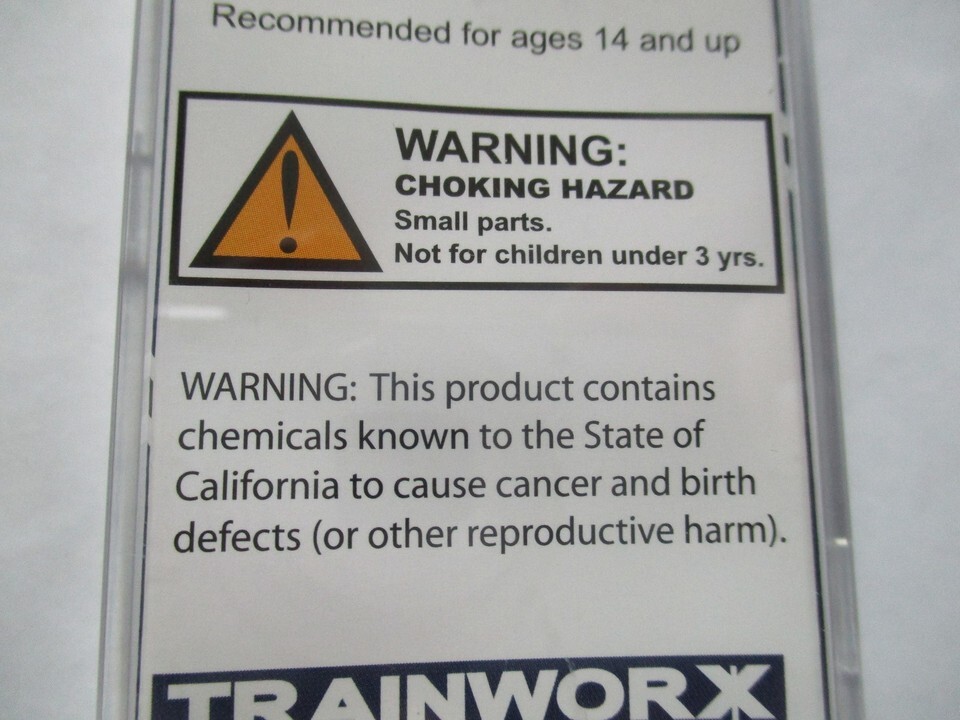 Recommended for ages 14 and up
WARNING:
CHOKING HAZARD
Small parts.
Not for children under 3 yrs.
WARNING: This product contains
chemicals known to the State of
California to cause cancer and birth
defects (or other reproductive harm).
TRAINWORX